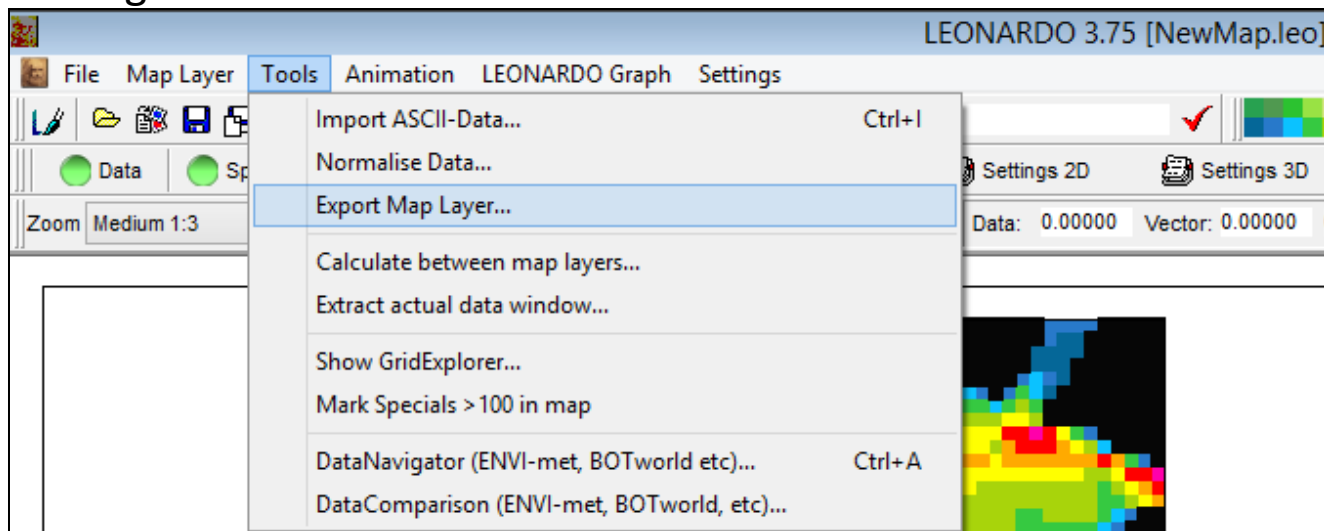 LEONARDO 3.75 [NewMap.leo]
File Map Layer Tools Animation LEONARDO Graph Settings
Import ASCII-Data... Ctrl+I
Data Sp Normalise Data... Settings 2D Settings 3D
Export Map Layer...
Zoom Medium 1:3 Data: 0.00000 Vector: 0.00000
Calculate between map layers...
Extract actual data window...
Show GridExplorer...
Mark Specials >100 in map
DataNavigator (ENVI-met, BOTworld etc)... Ctrl+A
DataComparison (ENVI-met, BOTworld, etc)...